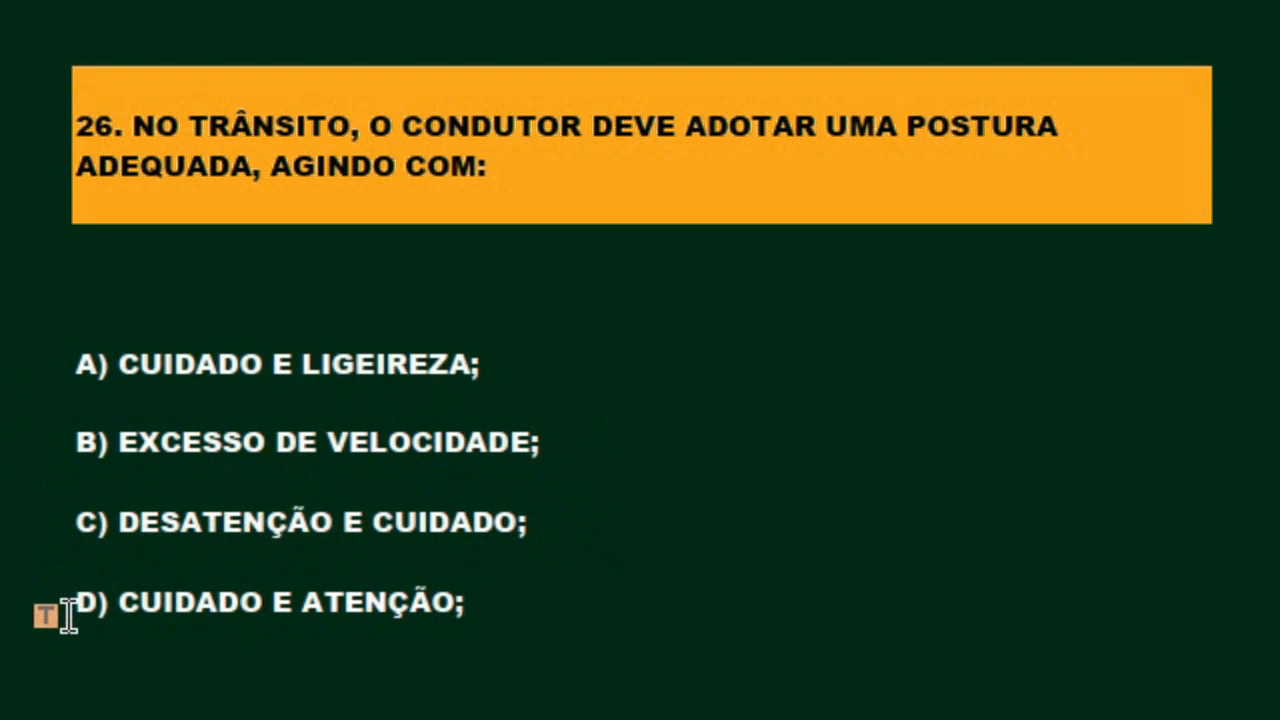 26. NO TRÂNSITO, O CONDUTOR DEVE ADOTAR UMA POSTURA
ADEQUADA, AGINDO COM:
A) CUIDADO E LIGEIREZA;
B) EXCESSO DE VELOCIDADE;
C) DESATENÇÃO E CUIDADO;
D) CUIDADO E ATENÇÃO;
T